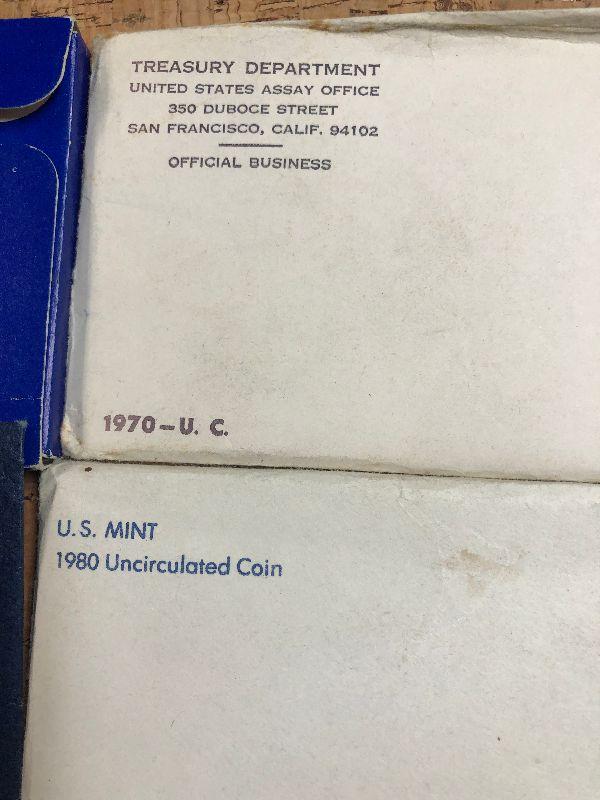 TREASURY DEPARTMENT
UNITED STATES ASSAY OFFICE
350 DUBOCE STREET
SAN FRANCISCO, CALIF. 94102
OFFICIAL BUSINESS
1970-U. C.
U.S. MINT
1980 Uncirculated Coin